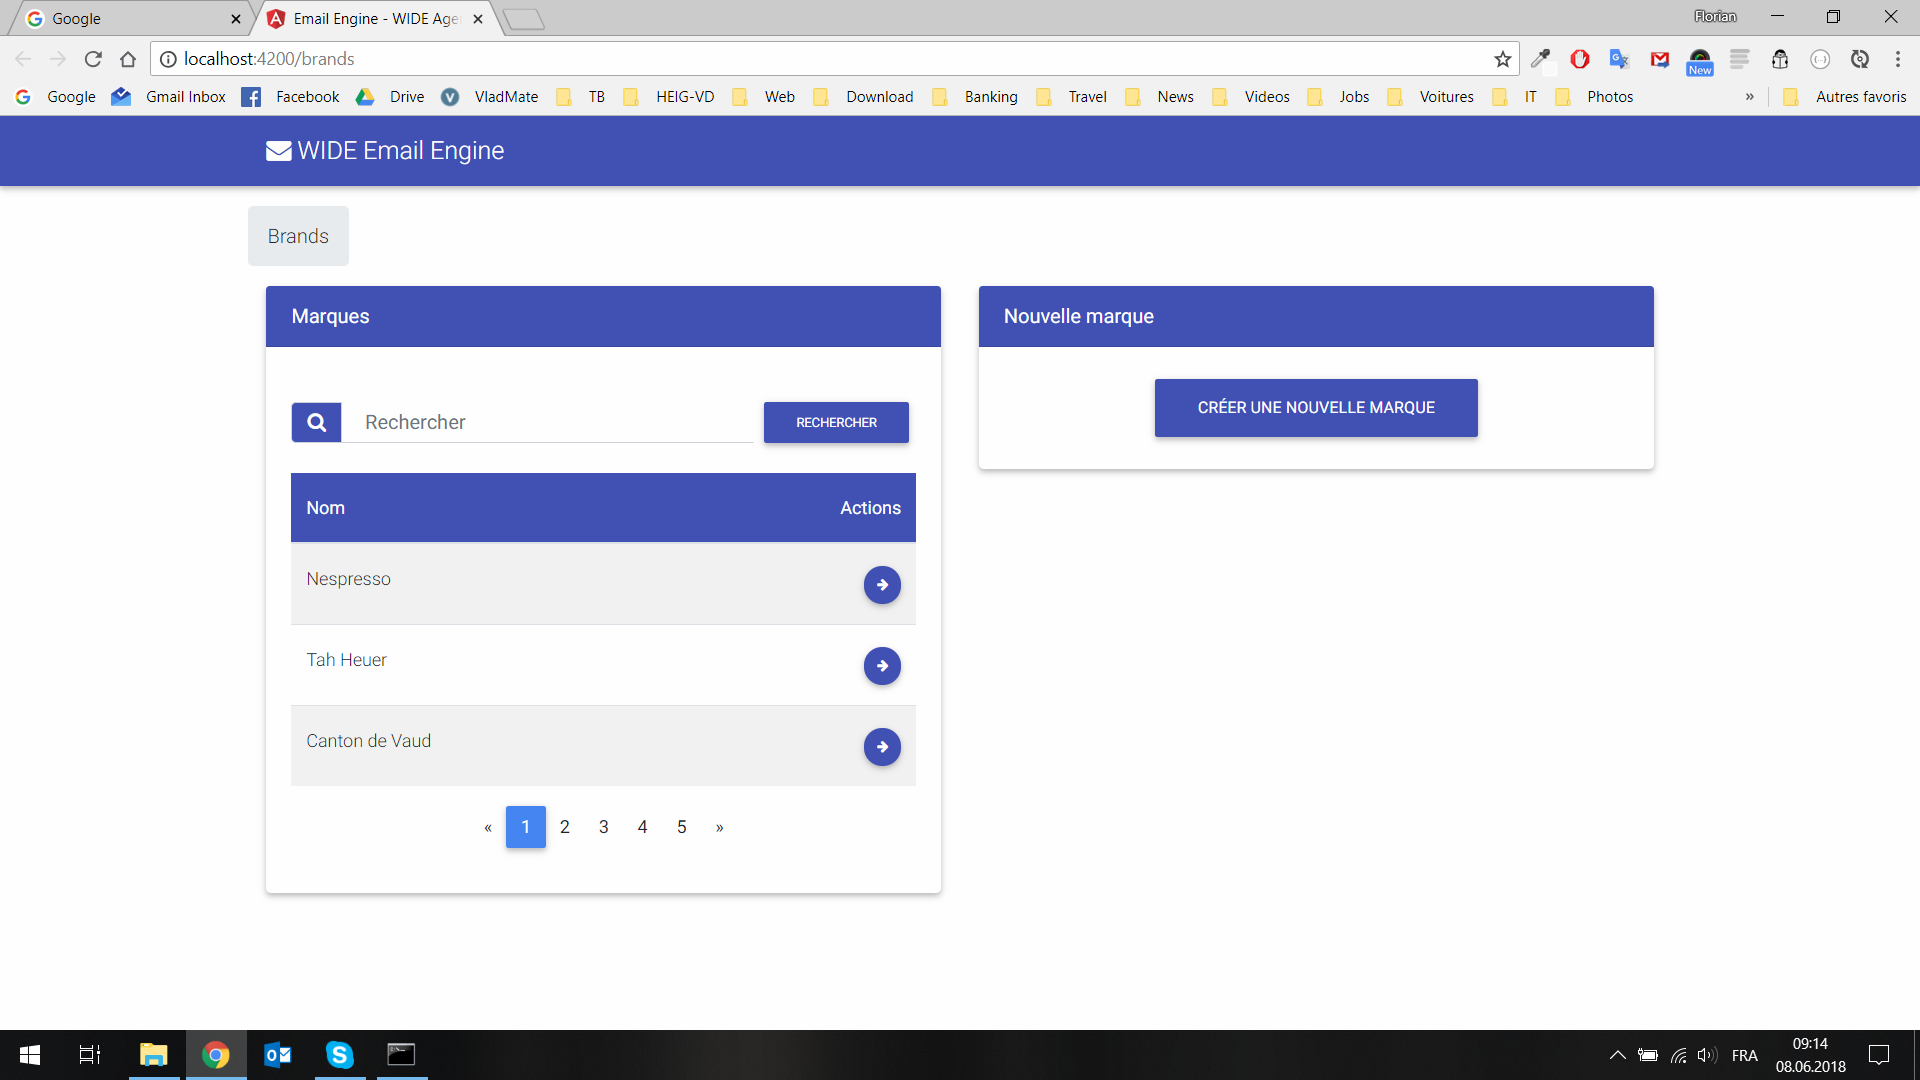 Google
Email Engine - WIDE Age
Florian
localhost:4200/brands
New
Google Gmail Inbox Facebook Drive VladMate TB HEIG-VD Web Download Banking Travel News Videos Jobs Voitures IT Photos » Autres favoris
WIDE Email Engine
Brands
Marques
Rechercher
RECHERCHER
Nom Actions
Nespresso
Tah Heuer
Canton de Vaud
« 1 2 3 4 5 »
Nouvelle marque
CRÉER UNE NOUVELLE MARQUE
FRA
09:14
08.06.2018